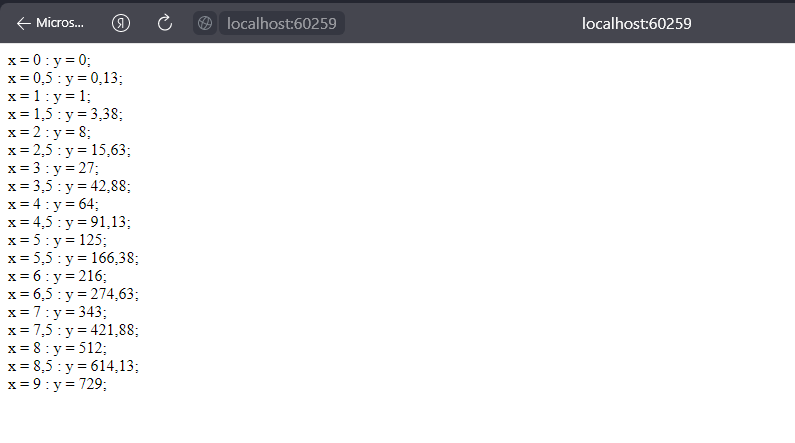 ← Micros... Я localhost:60259 localhost:60259
x = 0 : y = 0;
x = 0,5 : y = 0,13;
x = 1 : y = 1;
x = 1,5 : y = 3,38;
x = 2 : y = 8;
x = 2,5 : y = 15,63;
x = 3 : y = 27;
x = 3,5 : y = 42,88;
x = 4 : y = 64;
x = 4,5 : y = 91,13;
x = 5 : y = 125;
x = 5,5 : y = 166,38;
x = 6 : y = 216;
x = 6,5 : y = 274,63;
x = 7 : y = 343;
x = 7,5 : y = 421,88;
x = 8 : y = 512;
x = 8,5 : y = 614,13;
x = 9 : y = 729;